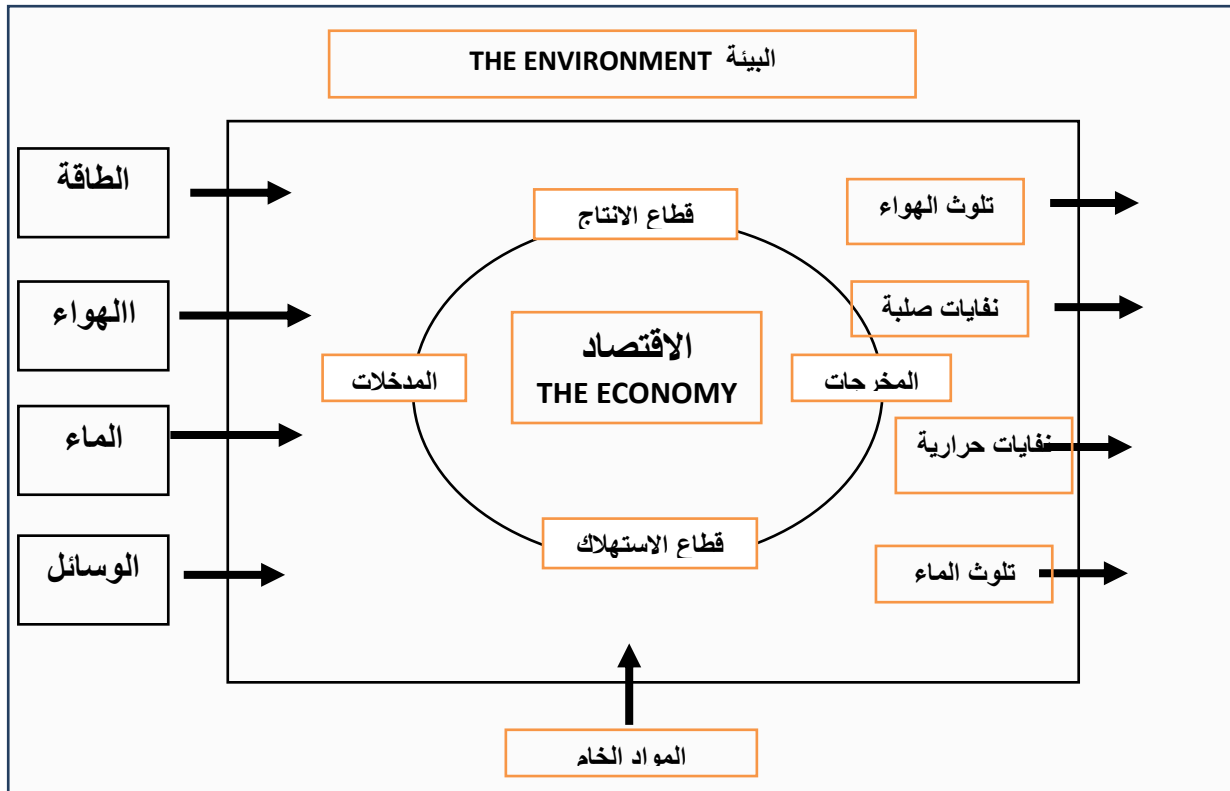 البيئة THE ENVIRONMENT
الطاقة
االهواء
الماء
الوسائل
قطاع الانتاج
المدخلات
الاقتصاد
THE ECONOMY
المخرجات
قطاع الاستهلاك
تلوث الهواء
نفايات صلبة
نفايات حرارية
تلوث الماء
المواد الخام